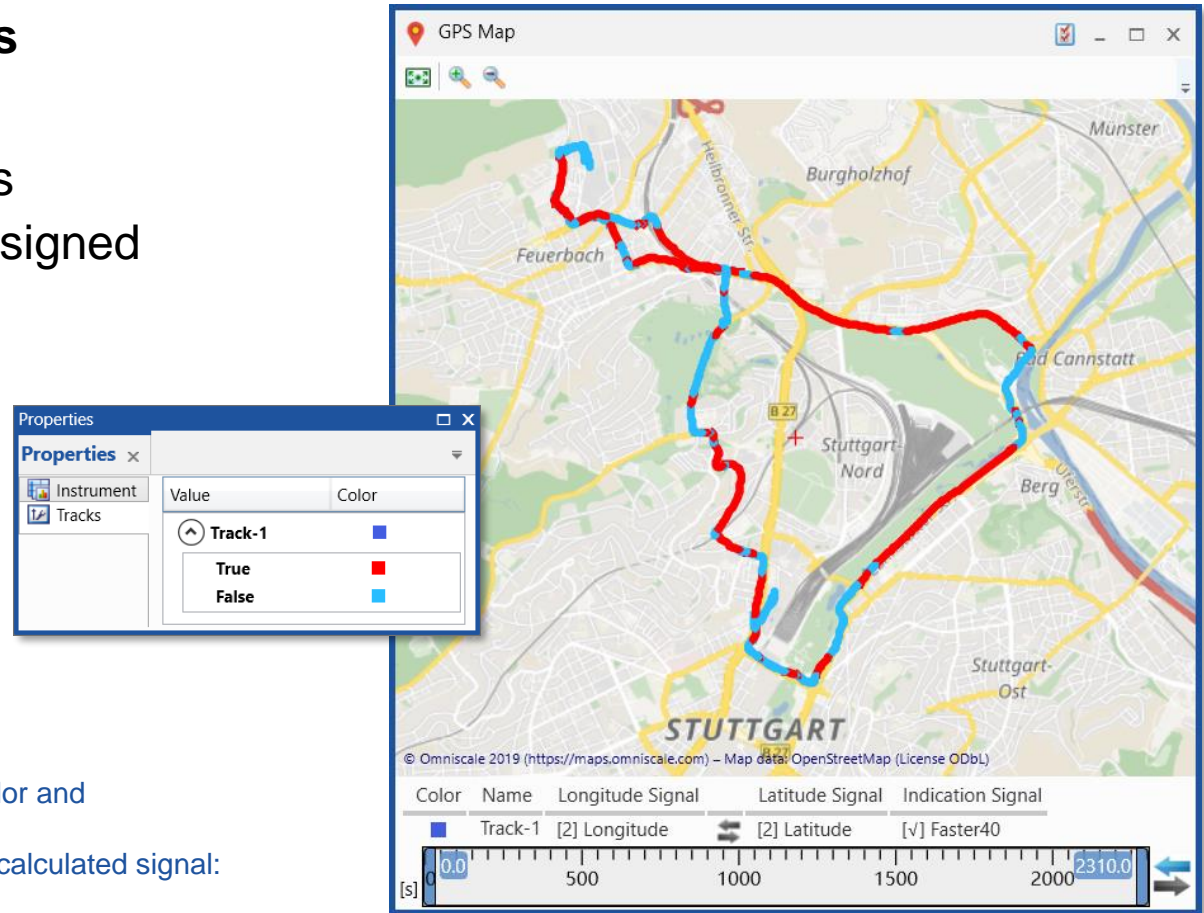 s
s
signed
lor and
calculated signal:
Properties
Properties
Instrument
Tracks
Value Color
Track-1
True
False
GPS Map
Münster
Burgholzhof
Heilbronner Str.
Feuerbach
Bad Cannstatt
B 27
Stuttgart-
Nord
Berg
Uferstr.
Stuttgart-
Ost
STUTTGART
B 27
© Omniscale 2019 (https://maps.omniscale.com) – Map data: OpenStreetMap (License ODbL)
Color Name Longitude Signal Latitude Signal Indication Signal
Track-1 [2] Longitude [2] Latitude [√] Faster40
0.0 2310.0
[s] 0 500 1000 1500 2000